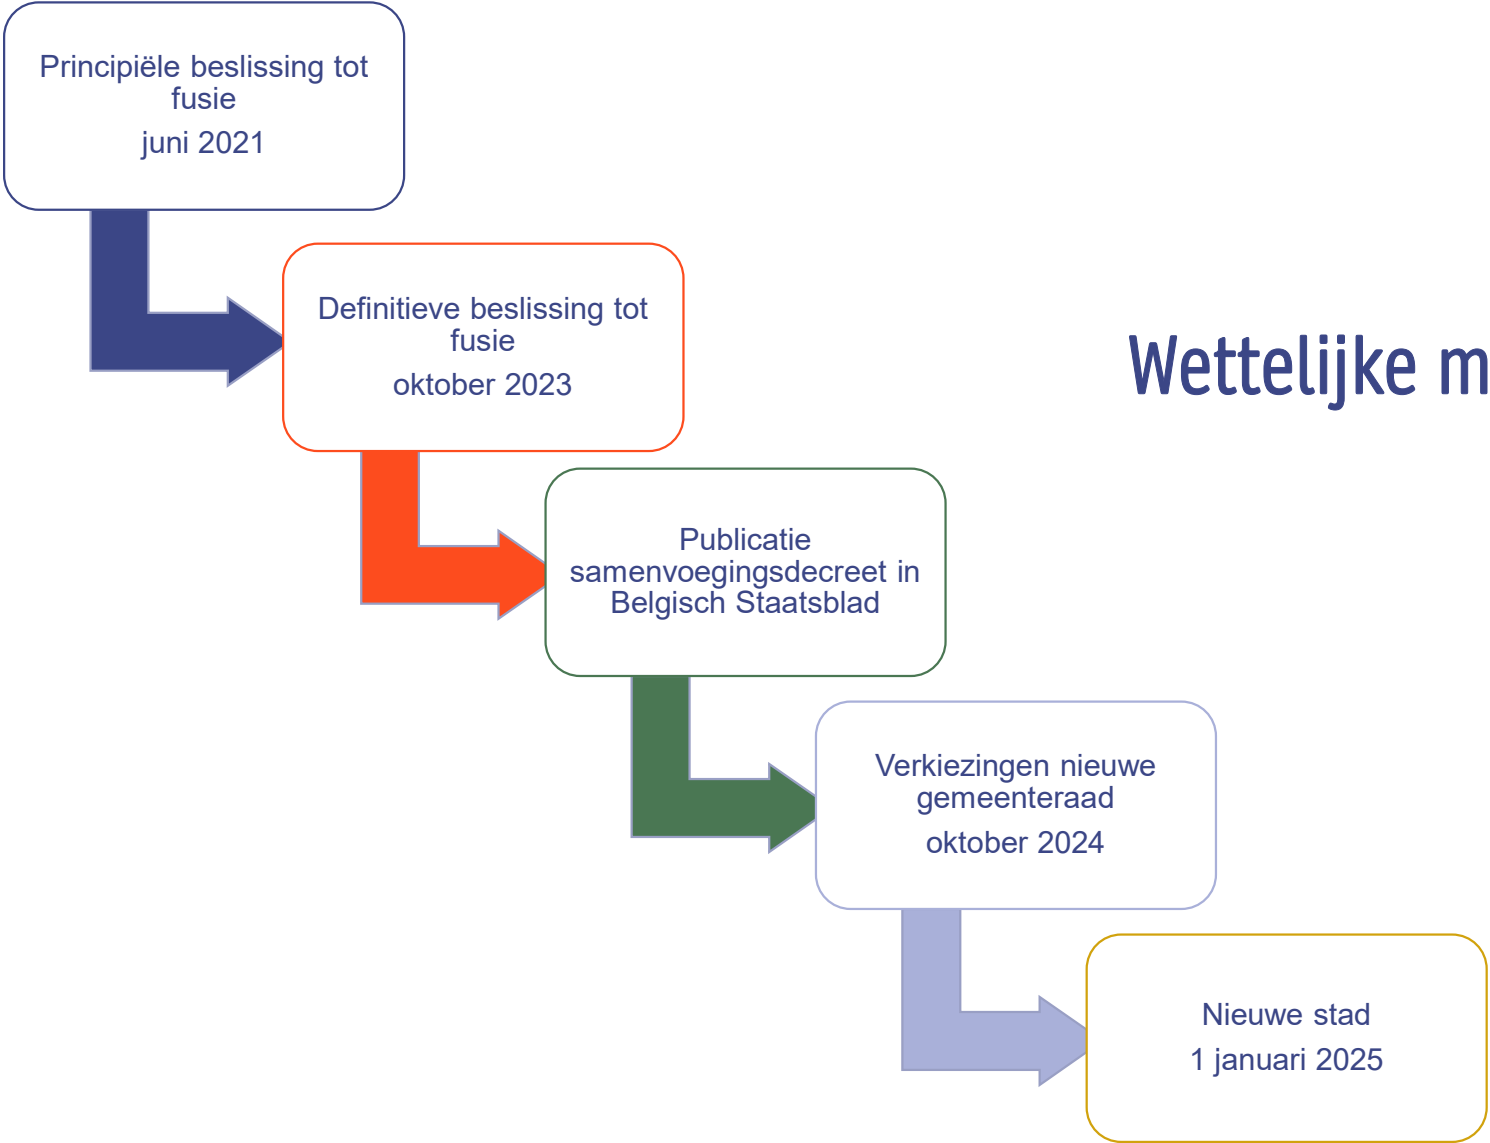 Principiële beslissing tot
fusie
juni 2021
Definitieve beslissing tot
fusie
oktober 2023
Wettelijke m
Publicatie
samenvoegingsdecreet in
Belgisch Staatsblad
Verkiezingen nieuwe
gemeenteraad
oktober 2024
Nieuwe stad
1 januari 2025